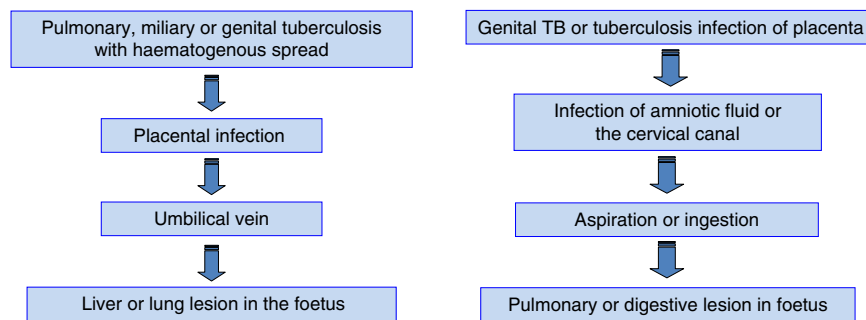 Pulmonary, miliary or genital tuberculosis
with haematogenous spread
Placental infection
Umbilical vein
Liver or lung lesion in the foetus
Genital TB or tuberculosis infection of placenta
Infection of amniotic fluid or
the cervical canal
Aspiration or ingestion
Pulmonary or digestive lesion in foetus